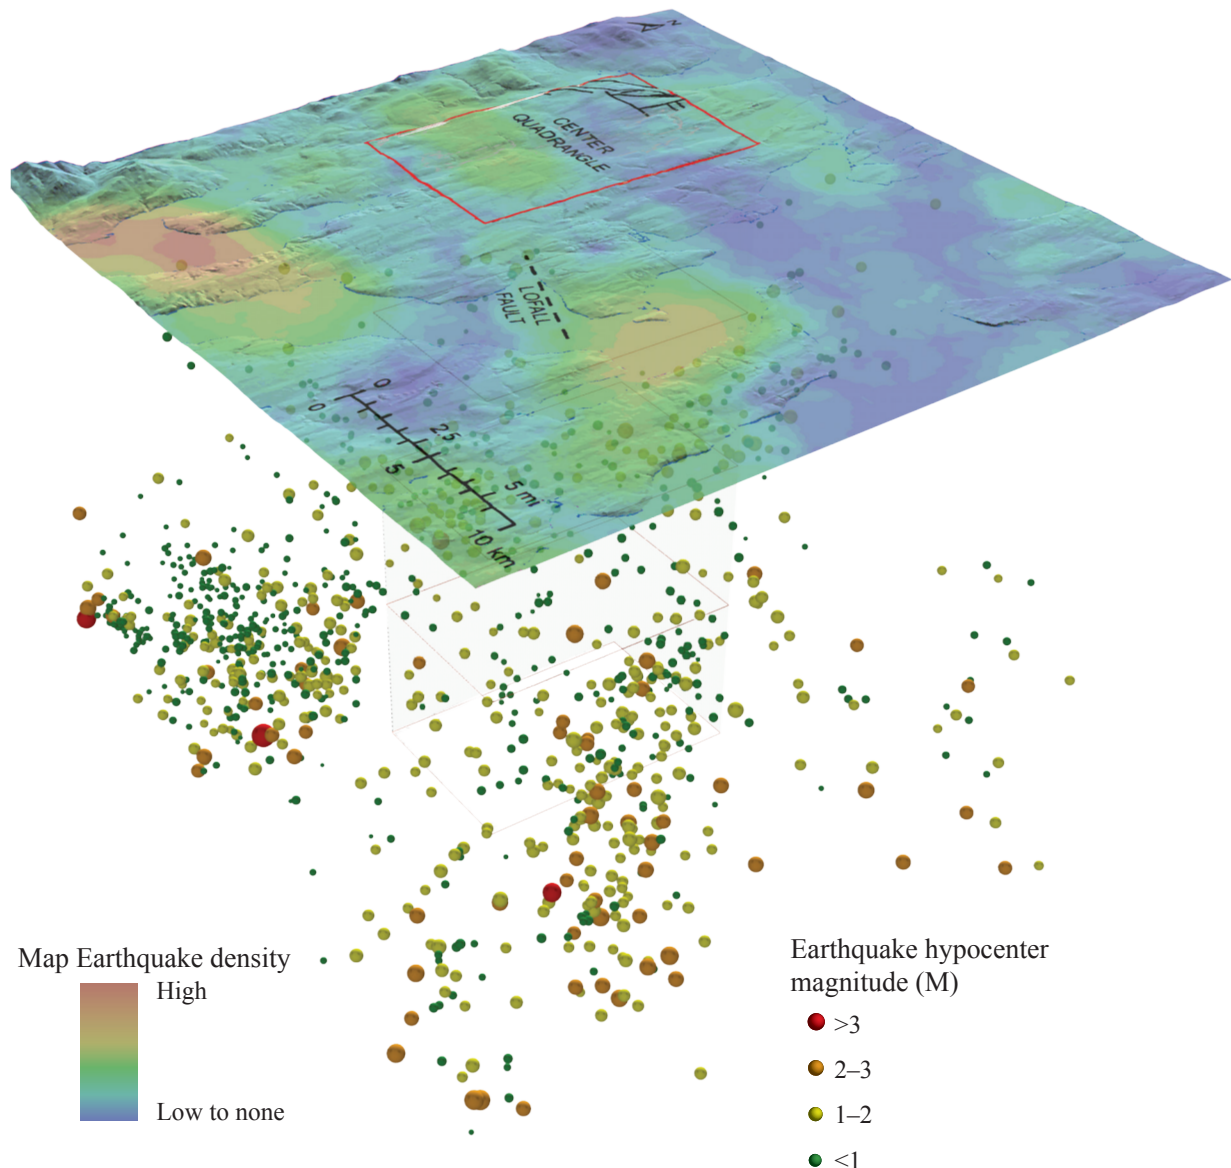 N
CENTER
QUADRANGLE
LOFALL
FAULT
0
0
2.5
5
5 mi
10 km
Map Earthquake density
High
Low to none
Earthquake hypocenter
magnitude (M)
>3
2–3
1–2
<1